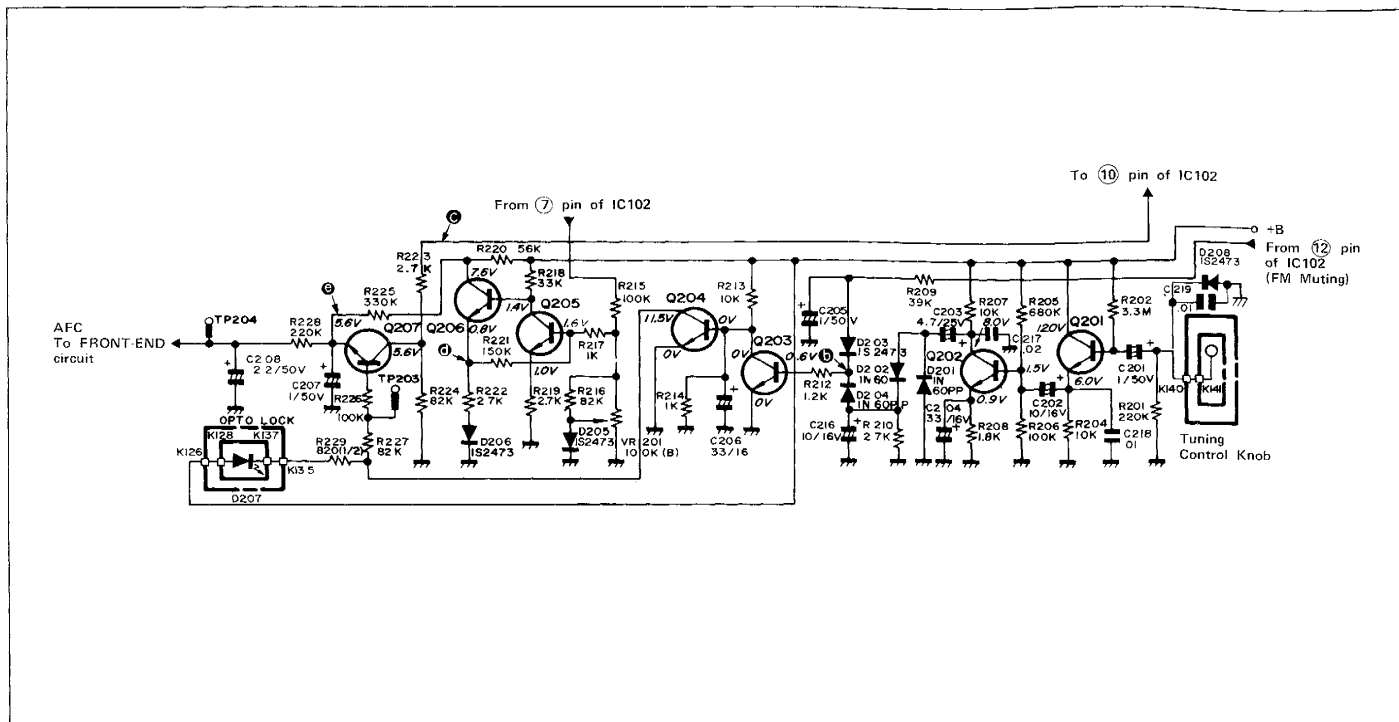 To ⑩ pin of IC102
From ⑦ pin of IC102
+B
From ⑫ pin
of IC102
(FM Muting)
D208
IS2473
C219
.01
c
R220 56K
R223
2.7K
7.5V
R218
33K
R215
100K
Q205
Q204
R213
10K
R209
39K
C205
1/50V
C203
4.7/25V
R207
10K
8.0V
R205
680K
R202
3.3M
Q201
12.0V
e
R225
330K
5.6V
Q207
Q206
0.8V
1.4V
1.6V
11.5V
0V
Q203
0.6V
b
D203
IS2473
Q202
C217
.02
C201
1/50V
K140
K141
AFC
To FRONT-END
circuit
TP204
R228
220K
5.6V
R221
150K
d
R217
1K
1.0V
0V
0V
R212
1.2K
D202
IN60
D201
IN
60PP
1.5V
6.0V
C202
10/16V
C208
2.2/50V
C207
1/50V
TP203
R226
100K
R224
82K
R222
2.7K
R219
2.7K
R216
82K
R214
1K
0V
D204
IN60P.P
0.9V
C204
33/16V
R208
1.8K
R206
100K
R204
10K
R201
220K
OPTO LOCK
K128
K137
K126
K135
R229
820(1/2)
R227
82K
D206
IS2473
D205
IS2473
VR201
100K(B)
C206
33/16
C216
10/16V
R210
2.7K
C218
.01
Tuning
Control Knob
D207